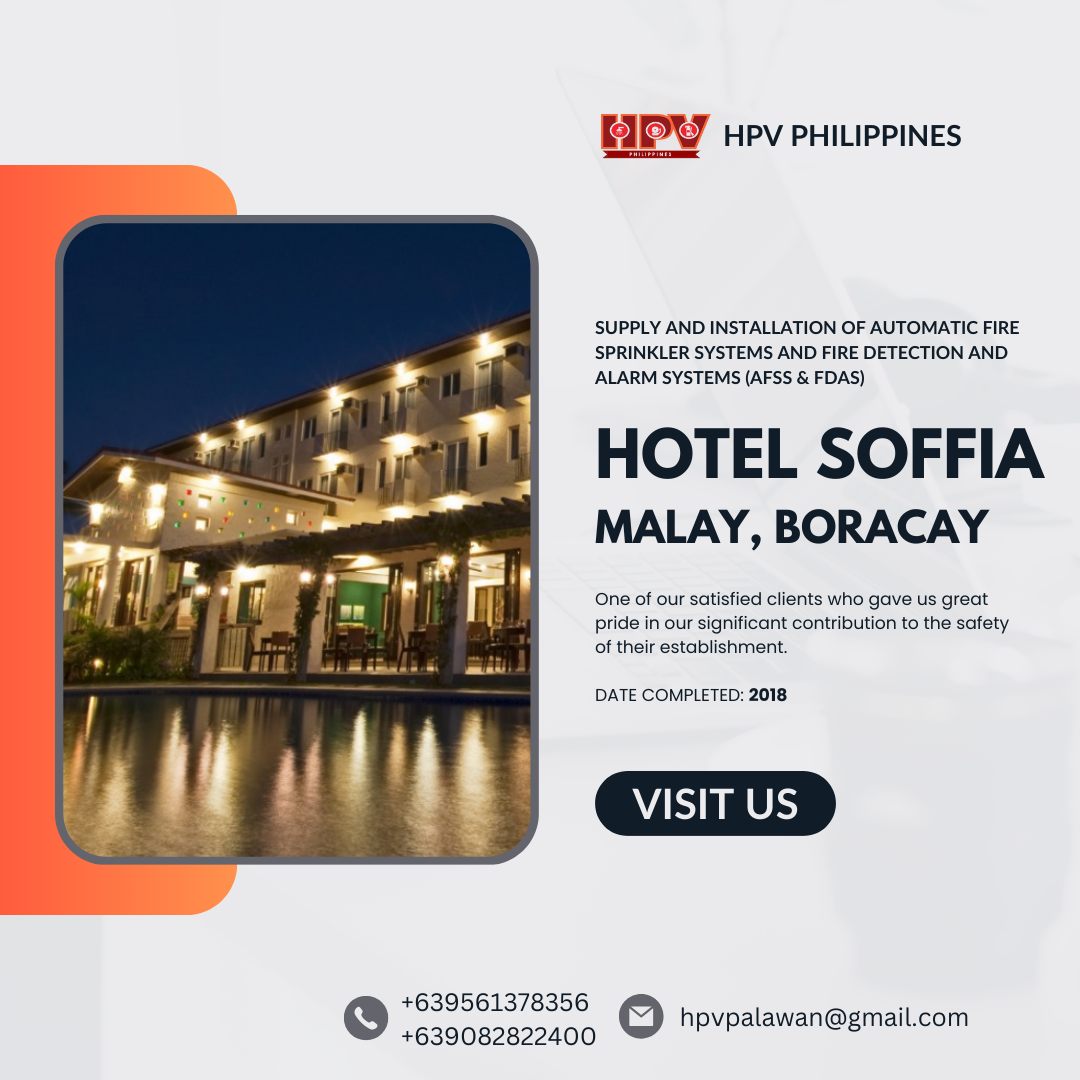 HPV
PHILIPPINES
HPV PHILIPPINES
SUPPLY AND INSTALLATION OF AUTOMATIC FIRE
SPRINKLER SYSTEMS AND FIRE DETECTION AND
ALARM SYSTEMS (AFSS & FDAS)
HOTEL SOFFIA
MALAY, BORACAY
One of our satisfied clients who gave us great
pride in our significant contribution to the safety
of their establishment.
DATE COMPLETED: 2018
VISIT US
+639561378356
+639082822400
hpvpalawan@gmail.com